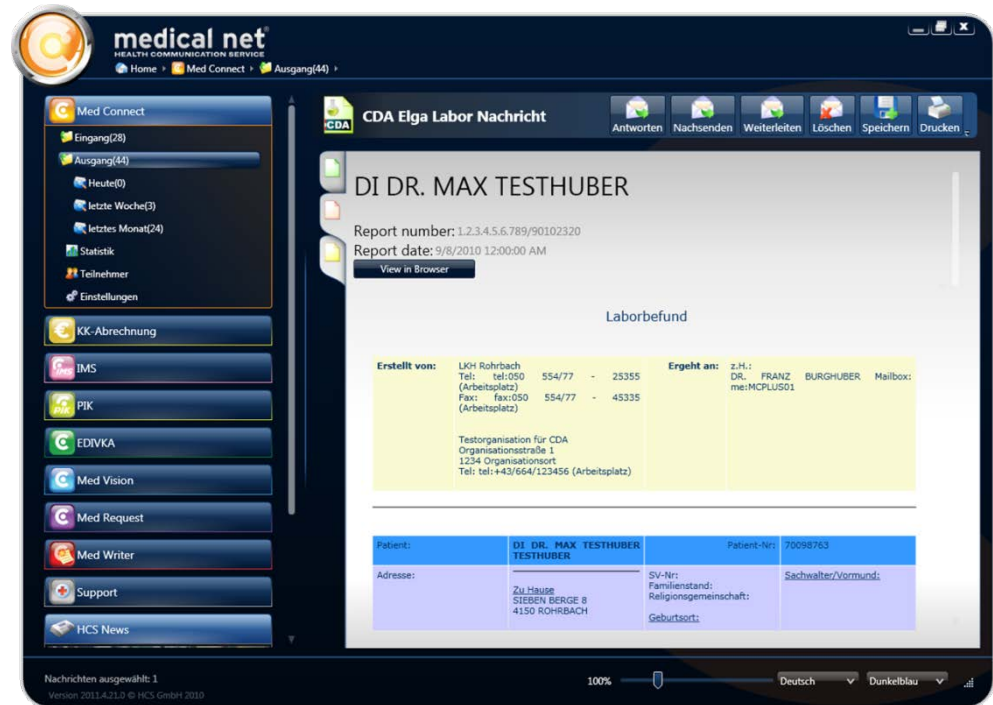 medical net
HEALTH COMMUNICATION SERVICE
Home › Med Connect › Ausgang(44) ›
Med Connect
Eingang(28)
Ausgang(44)
Heute(0)
letzte Woche(3)
letztes Monat(24)
Statistik
Teilnehmer
Einstellungen
KK-Abrechnung
IMS
PIK
EDIVKA
Med Vision
Med Request
Med Writer
Support
HCS News
CDA
CDA Elga Labor Nachricht
Antworten Nachsenden Weiterleiten Löschen Speichern Drucken
DI DR. MAX TESTHUBER
Report number: 1.2.3.4.5.6.789/90102320
Report date: 9/8/2010 12:00:00 AM
View in Browser
Laborbefund
Erstellt von:
LKH Rohrbach
Tel: tel:050 554/77 - 25355
(Arbeitsplatz)
Fax: fax:050 554/77 - 45335
(Arbeitsplatz)
Testorganisation für CDA
Organisationsstraße 1
1234 Organisationsort
Tel: tel:+43/664/123456 (Arbeitsplatz)
Ergeht an:
z.H.:
DR. FRANZ BURGHUBER Mailbox:
me:MCPLUS01
Patient:
DI DR. MAX TESTHUBER
TESTHUBER
Patient-Nr: 70098763
Adresse:
Zu Hause
SIEBEN BERGE 8
4150 ROHRBACH
SV-Nr:
Familienstand:
Religionsgemeinschaft:
Geburtsort:
Sachwalter/Vormund:
Nachrichten ausgewählt: 1
Version 2011.4.21.0 © HCS GmbH 2010
100%
Deutsch
Dunkelblau